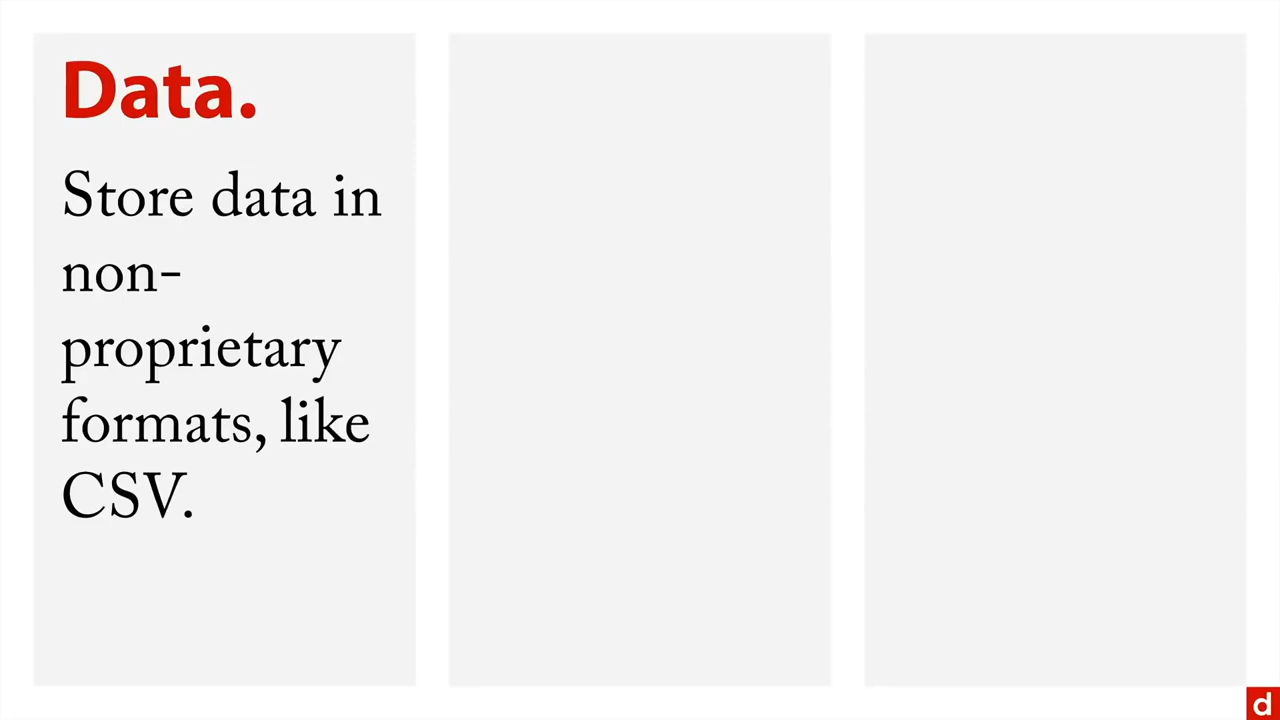 Data.
Store data in
non-
proprietary
formats, like
CSV.
d